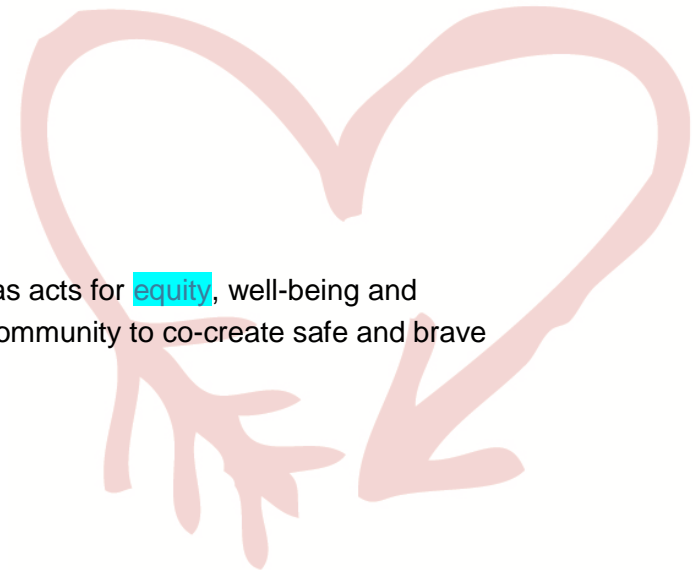 as acts for equity, well-being and
ommunity to co-create safe and brave